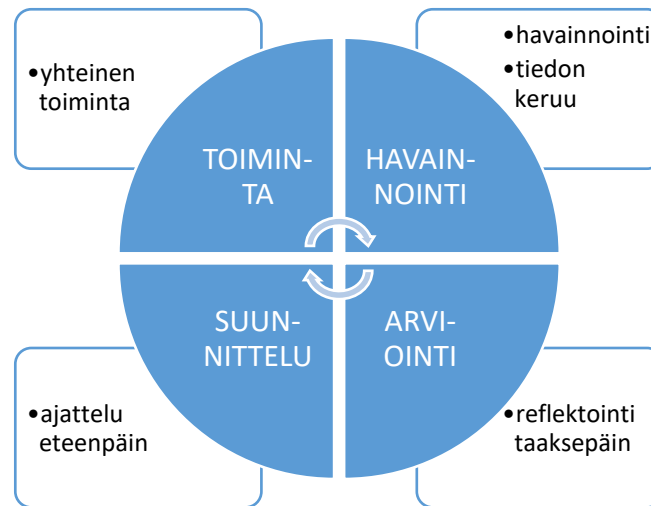 •yhteinen
toiminta
•havainnointi
•tiedon
keruu
TOIMIN-
TA
HAVAIN-
NOINTI
SUUN-
NITTELU
ARVI-
OINTI
•ajattelu
eteenpäin
•reflektointi
taaksepäin